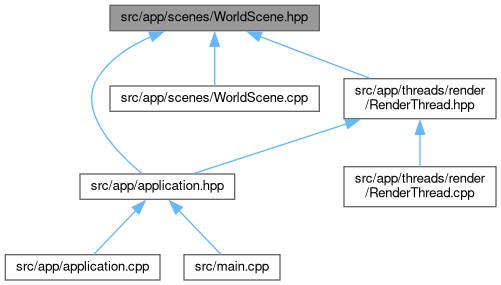 src/app/scenes/WorldScene.hpp
src/app/scenes/WorldScene.cpp
src/app/threads/render
/RenderThread.hpp
src/app/application.hpp
src/app/threads/render
/RenderThread.cpp
src/app/application.cpp
src/main.cpp